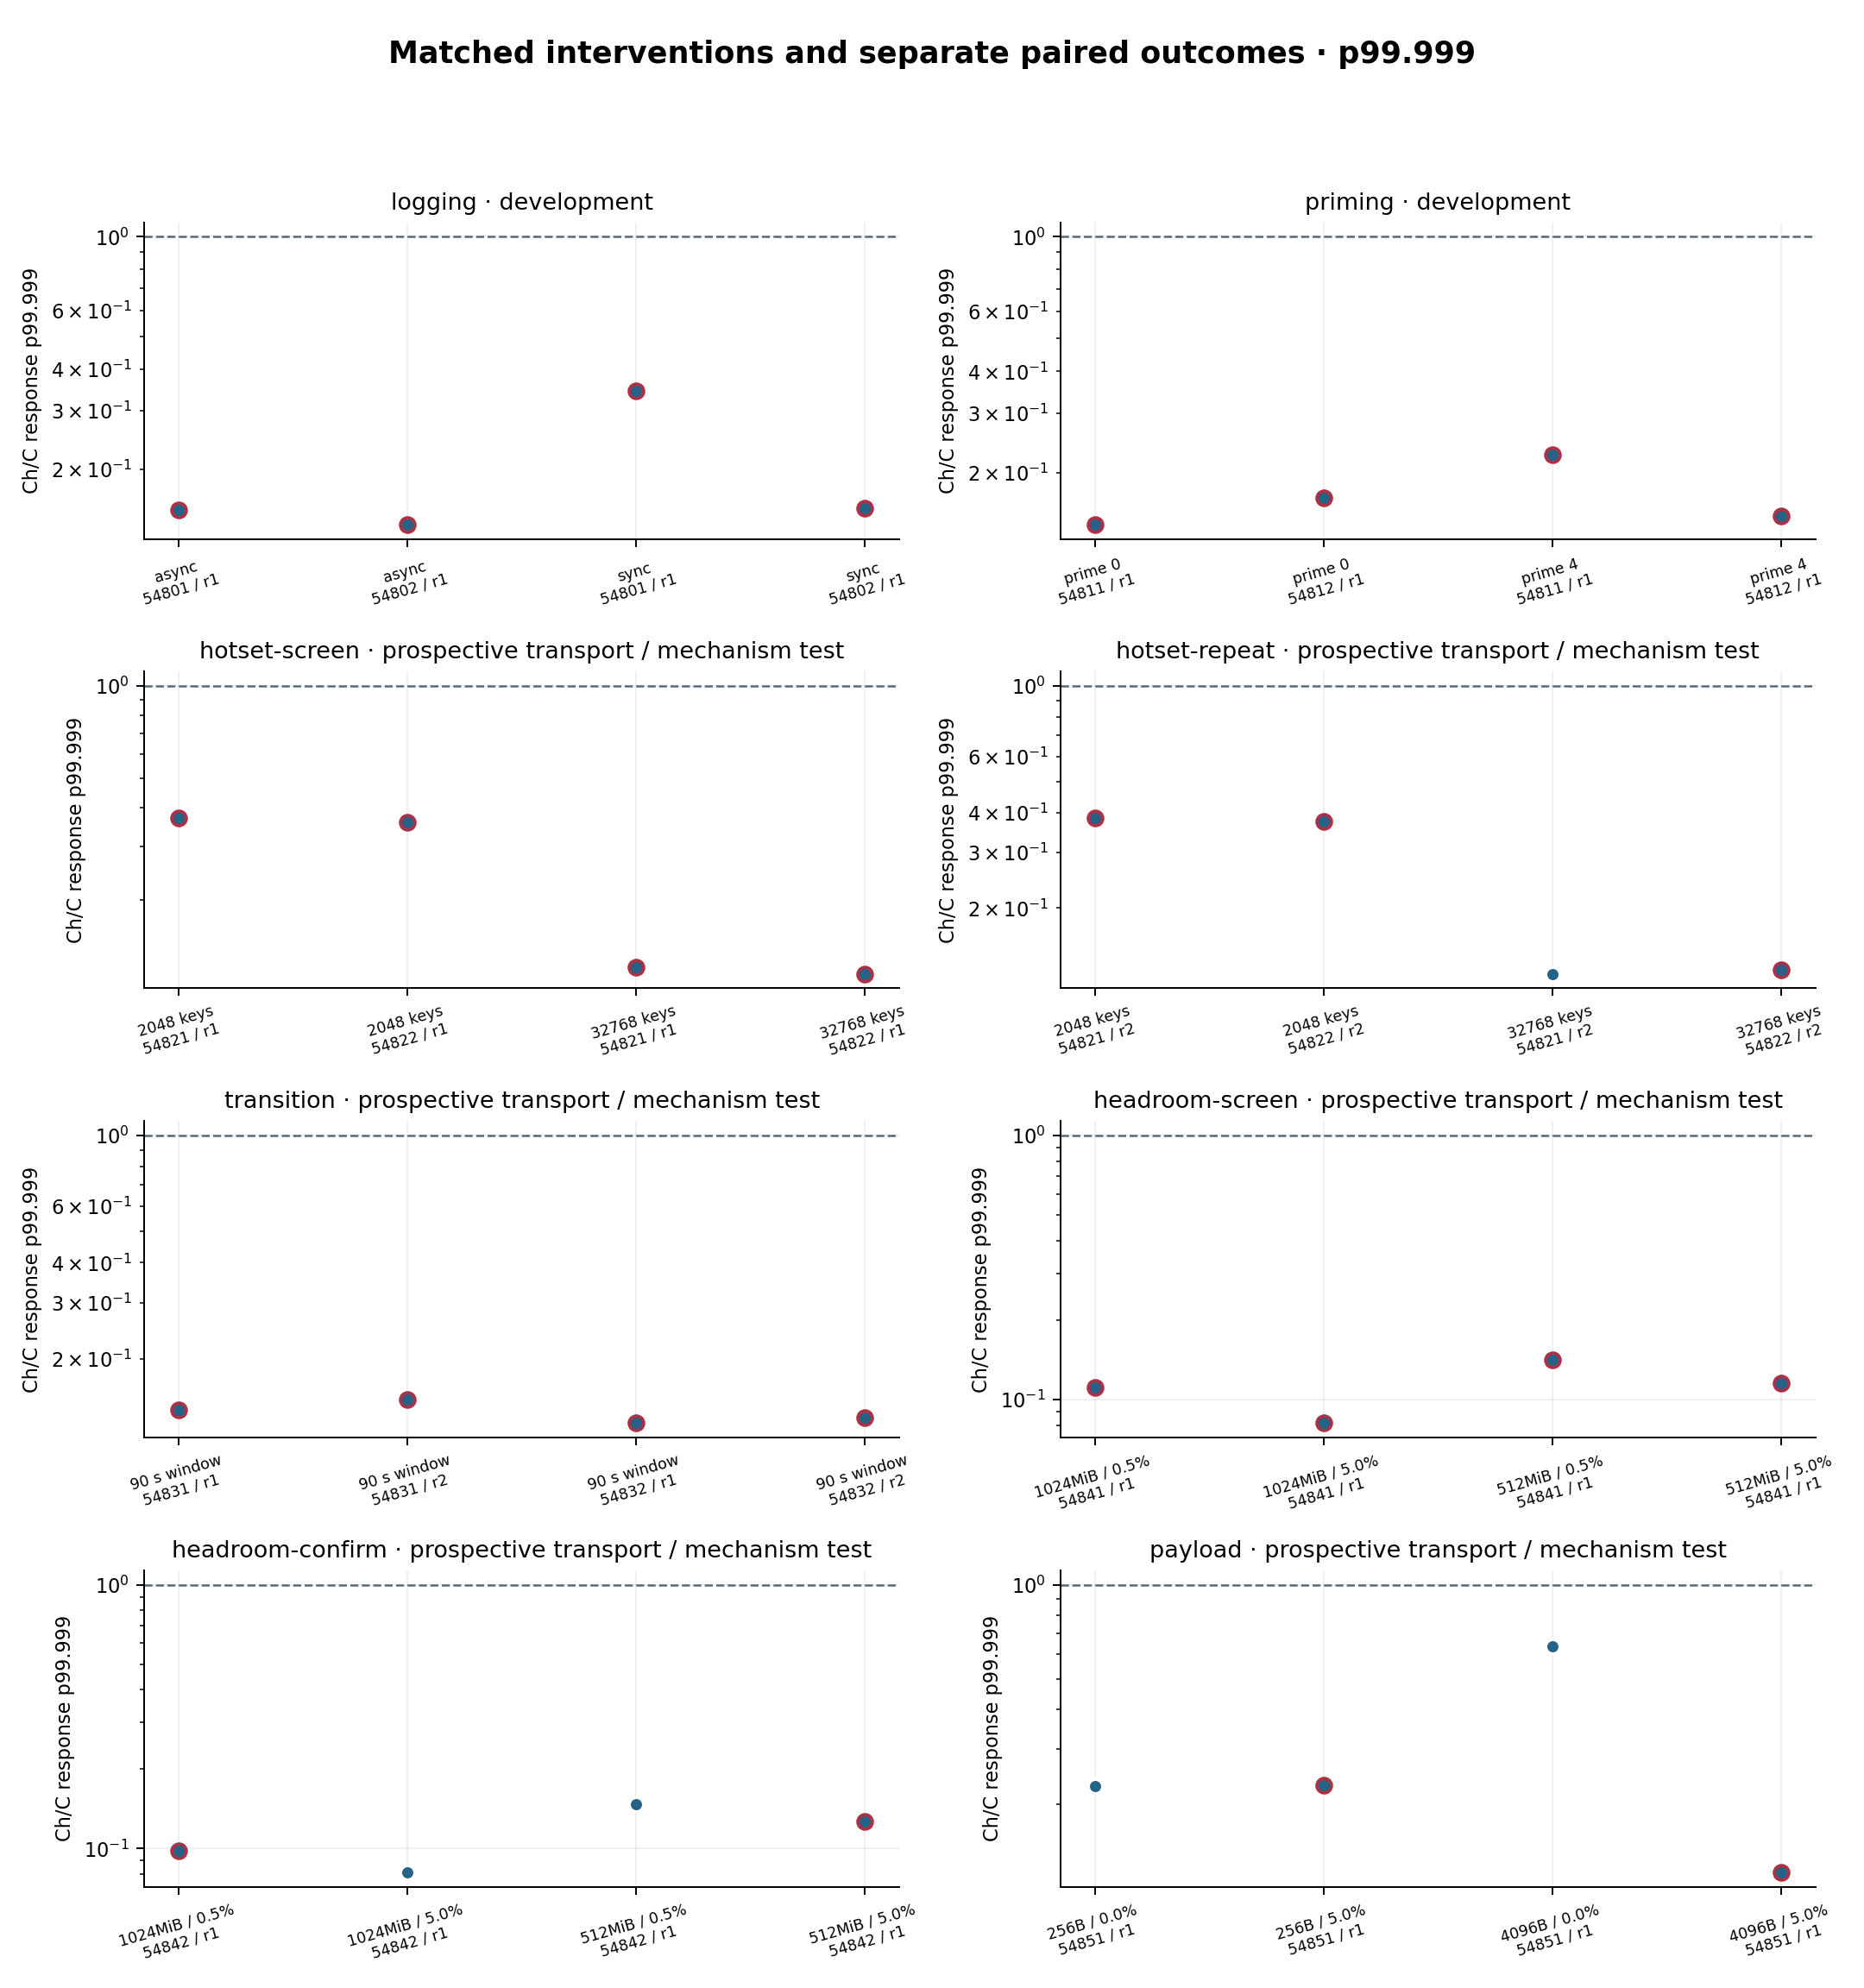 Matched interventions and separate paired outcomes · p99.999
logging · development
Ch/C response p99.999
10⁰
6 × 10⁻¹
4 × 10⁻¹
3 × 10⁻¹
2 × 10⁻¹
async
54801 / r1
async
54802 / r1
sync
54801 / r1
sync
54802 / r1
priming · development
Ch/C response p99.999
10⁰
6 × 10⁻¹
4 × 10⁻¹
3 × 10⁻¹
2 × 10⁻¹
prime 0
54811 / r1
prime 0
54812 / r1
prime 4
54811 / r1
prime 4
54812 / r1
hotset-screen · prospective transport / mechanism test
Ch/C response p99.999
10⁰
2048 keys
54821 / r1
2048 keys
54822 / r1
32768 keys
54821 / r1
32768 keys
54822 / r1
hotset-repeat · prospective transport / mechanism test
Ch/C response p99.999
10⁰
6 × 10⁻¹
4 × 10⁻¹
3 × 10⁻¹
2 × 10⁻¹
2048 keys
54821 / r2
2048 keys
54822 / r2
32768 keys
54821 / r2
32768 keys
54822 / r2
transition · prospective transport / mechanism test
Ch/C response p99.999
10⁰
6 × 10⁻¹
4 × 10⁻¹
3 × 10⁻¹
2 × 10⁻¹
90 s window
54831 / r1
90 s window
54831 / r2
90 s window
54832 / r1
90 s window
54832 / r2
headroom-screen · prospective transport / mechanism test
Ch/C response p99.999
10⁰
10⁻¹
1024MiB / 0.5%
54841 / r1
1024MiB / 5.0%
54841 / r1
512MiB / 0.5%
54841 / r1
512MiB / 5.0%
54841 / r1
headroom-confirm · prospective transport / mechanism test
Ch/C response p99.999
10⁰
10⁻¹
1024MiB / 0.5%
54842 / r1
1024MiB / 5.0%
54842 / r1
512MiB / 0.5%
54842 / r1
512MiB / 5.0%
54842 / r1
payload · prospective transport / mechanism test
Ch/C response p99.999
10⁰
256B / 0.0%
54851 / r1
256B / 5.0%
54851 / r1
4096B / 0.0%
54851 / r1
4096B / 5.0%
54851 / r1